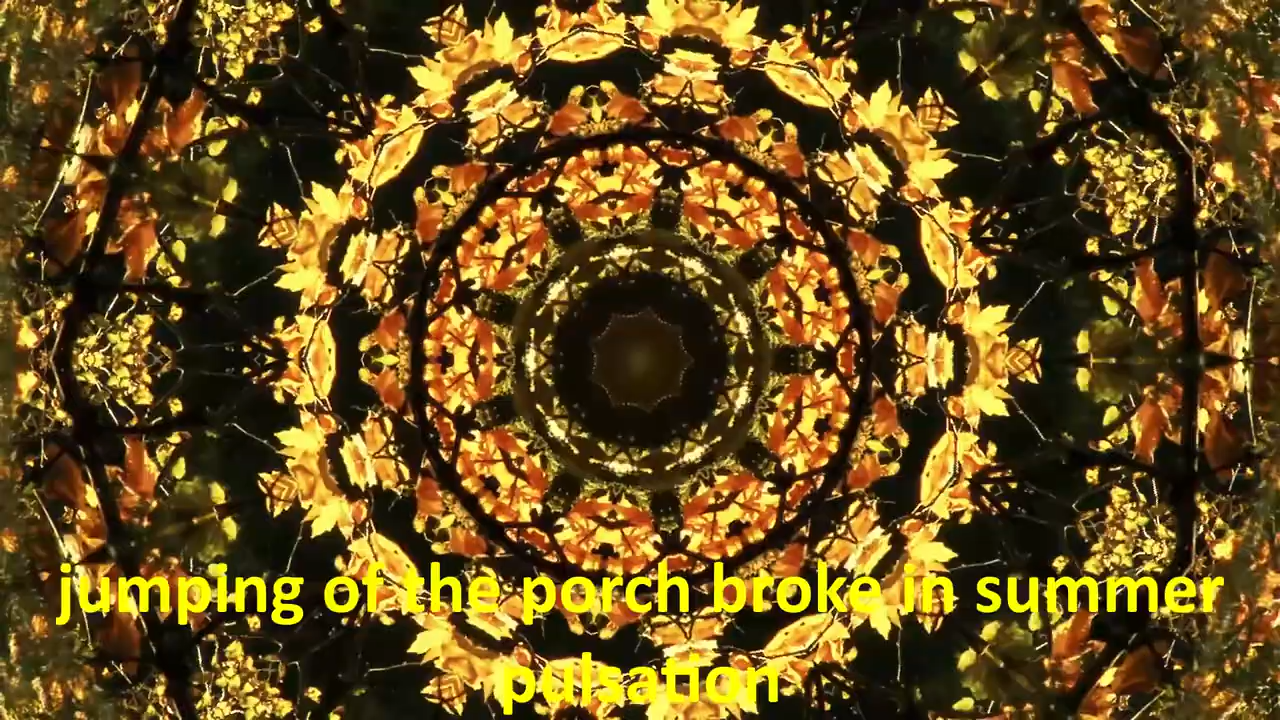 jumping of the porch broke in summer
pulsation